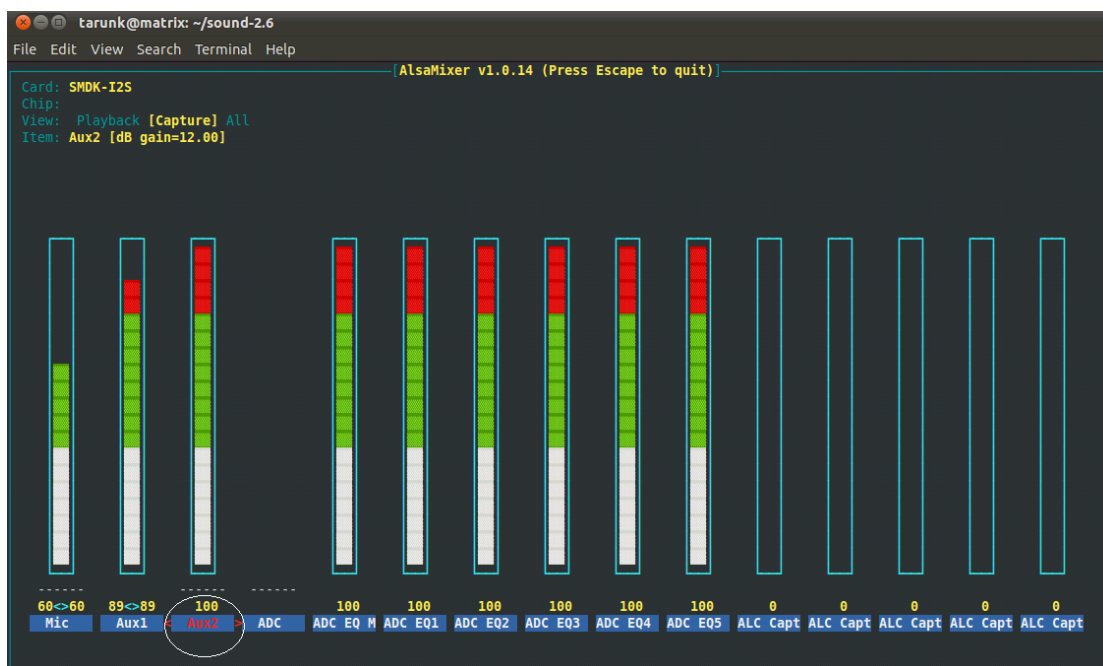 tarunk@matrix: ~/sound-2.6
File Edit View Search Terminal Help
[AlsaMixer v1.0.14 (Press Escape to quit)]
Card: SMDK-I2S
Chip:
View: Playback [Capture] All
Item: Aux2 [dB gain=12.00]
------ ------ ------
60<>60 89<>89 100 100 100 100 100 100 100 0 0 0 0 0
Mic Aux1 < Aux2 > ADC ADC EQ M ADC EQ1 ADC EQ2 ADC EQ3 ADC EQ4 ADC EQ5 ALC Capt ALC Capt ALC Capt ALC Capt ALC Capt